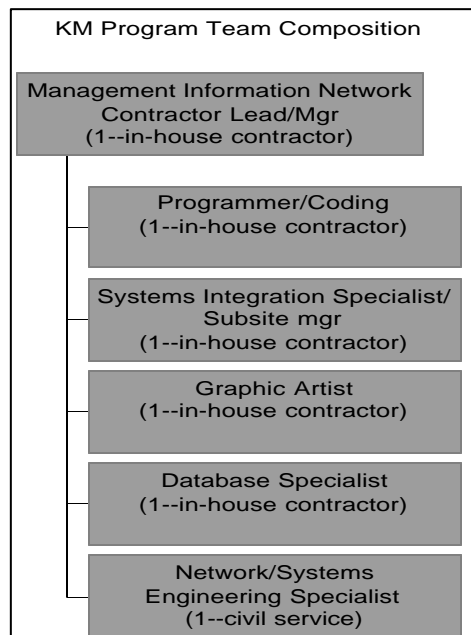 KM Program Team Composition
Management Information Network
Contractor Lead/Mgr
(1--in-house contractor)
Programmer/Coding
(1--in-house contractor)
Systems Integration Specialist/
Subsite mgr
(1--in-house contractor)
Graphic Artist
(1--in-house contractor)
Database Specialist
(1--in-house contractor)
Network/Systems
Engineering Specialist
(1--civil service)